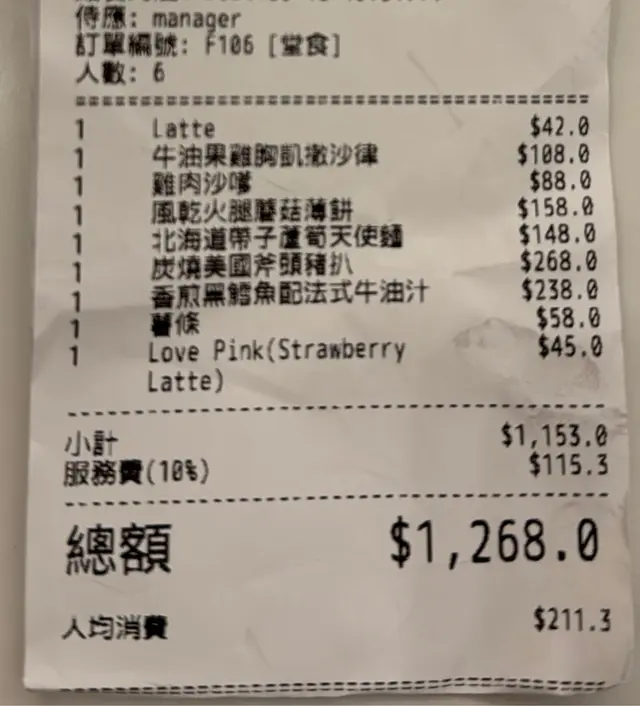 侍應: manager
訂單編號: F106 [堂食]
人數: 6
1 Latte $42.0
1 牛油果雞胸凱撒沙律 $108.0
1 雞肉沙嗲 $88.0
1 風乾火腿蘑菇薄餅 $158.0
1 北海道帶子蘆筍天使麵 $148.0
1 炭燒美國斧頭豬扒 $268.0
1 香煎黑鱈魚配法式牛油汁 $238.0
1 薯條 $58.0
1 Love Pink(Strawberry $45.0
Latte)
小計 $1,153.0
服務費(10%) $115.3
總額 $1,268.0
人均消費 $211.3